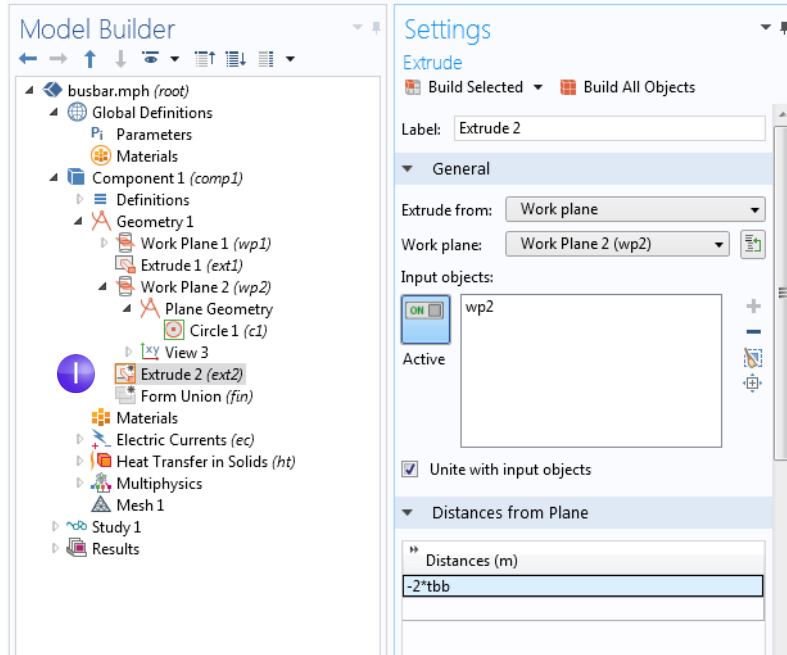 Model Builder
busbar.mph (root)
Global Definitions
Pi Parameters
Materials
Component 1 (comp1)
Definitions
Geometry 1
Work Plane 1 (wp1)
Extrude 1 (ext1)
Work Plane 2 (wp2)
Plane Geometry
Circle 1 (c1)
xy View 3
I
Extrude 2 (ext2)
Form Union (fin)
Materials
Electric Currents (ec)
Heat Transfer in Solids (ht)
Multiphysics
Mesh 1
Study 1
Results
Settings
Extrude
Build Selected Build All Objects
Label: Extrude 2
General
Extrude from: Work plane
Work plane: Work Plane 2 (wp2)
Input objects:
ON
wp2
Active
Unite with input objects
Distances from Plane
Distances (m)
-2*tbb